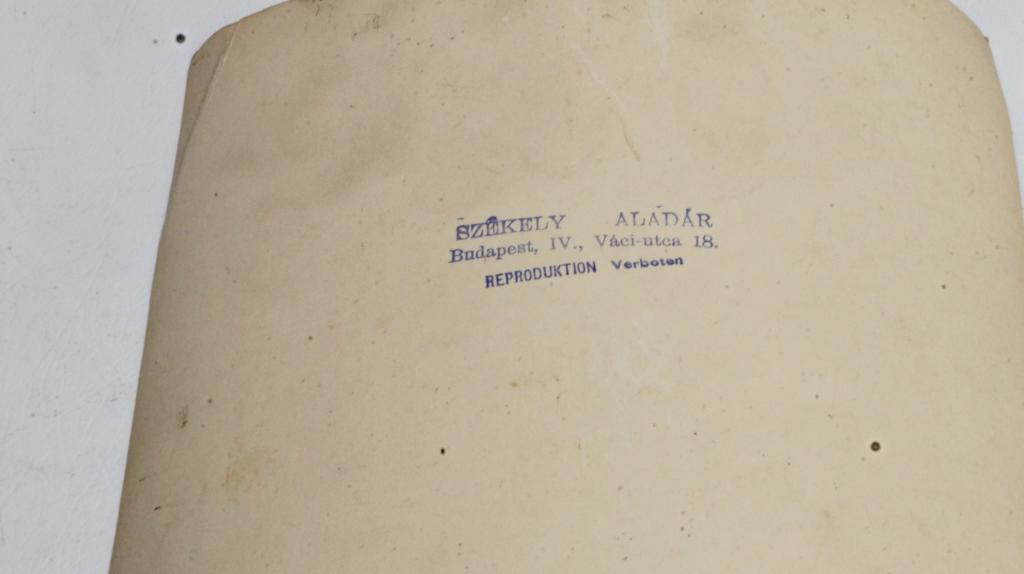 SZÉKELY ALADÁR
Budapest, IV., Váci-utca 18.
REPRODUKTION Verboten